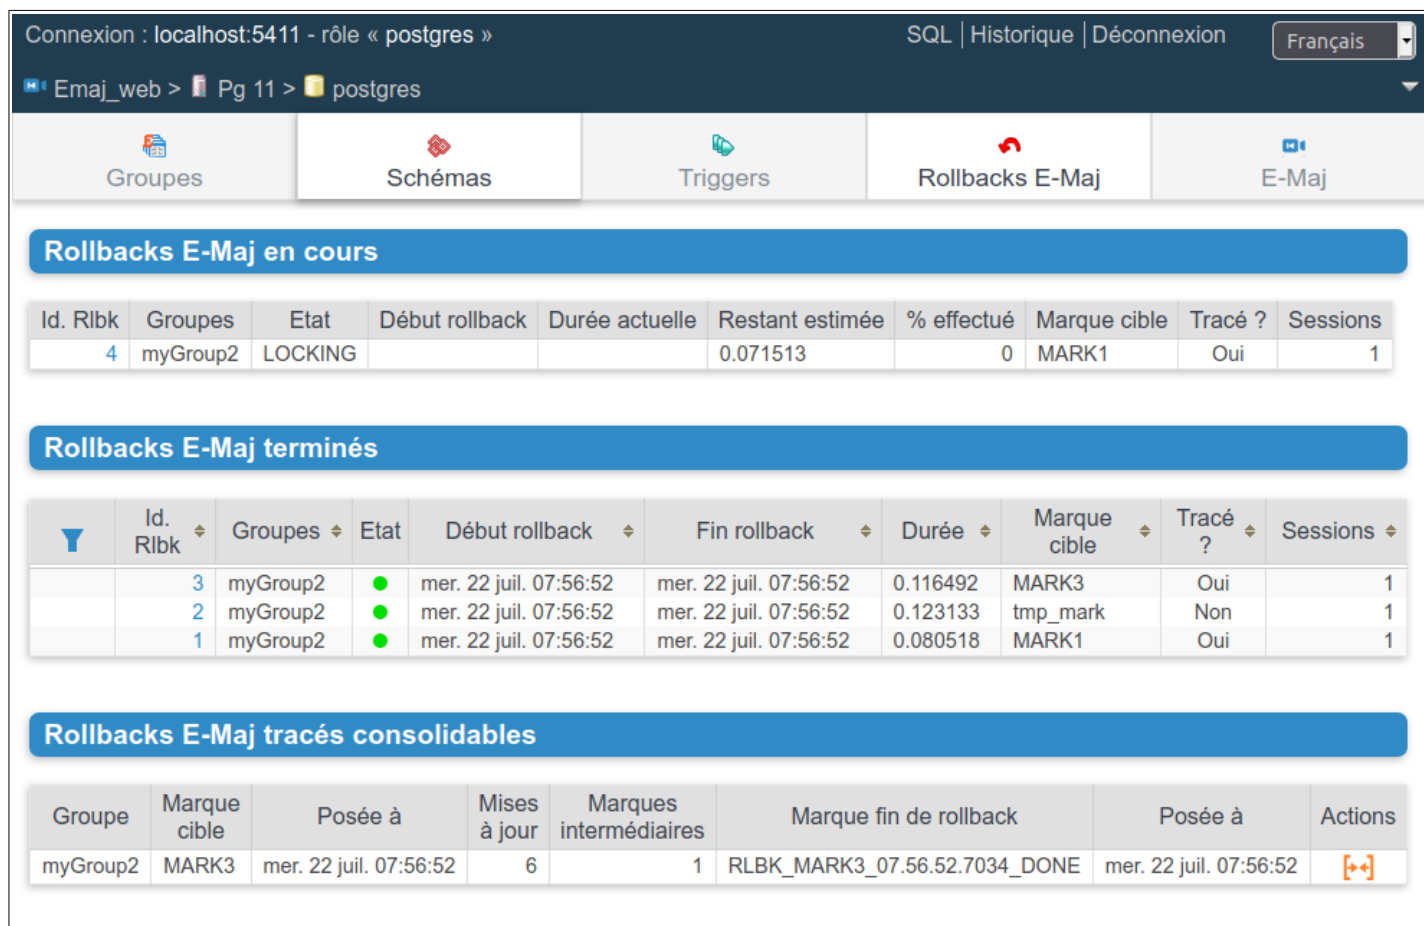 Connexion : localhost:5411 - rôle « postgres »
SQL | Historique | Déconnexion
Français
Emaj_web > Pg 11 > postgres
Groupes
Schémas
Triggers
Rollbacks E-Maj
E-Maj
Rollbacks E-Maj en cours
Id. Rlbk Groupes Etat Début rollback Durée actuelle Restant estimée % effectué Marque cible Tracé ? Sessions
4 myGroup2 LOCKING 0.071513 0 MARK1 Oui 1
Rollbacks E-Maj terminés
Id. Rlbk Groupes Etat Début rollback Fin rollback Durée Marque cible Tracé ? Sessions
3 myGroup2 mer. 22 juil. 07:56:52 mer. 22 juil. 07:56:52 0.116492 MARK3 Oui 1
2 myGroup2 mer. 22 juil. 07:56:52 mer. 22 juil. 07:56:52 0.123133 tmp_mark Non 1
1 myGroup2 mer. 22 juil. 07:56:52 mer. 22 juil. 07:56:52 0.080518 MARK1 Oui 1
Rollbacks E-Maj tracés consolidables
Groupe Marque cible Posée à Mises à jour Marques intermédiaires Marque fin de rollback Posée à Actions
myGroup2 MARK3 mer. 22 juil. 07:56:52 6 1 RLBK_MARK3_07.56.52.7034_DONE mer. 22 juil. 07:56:52